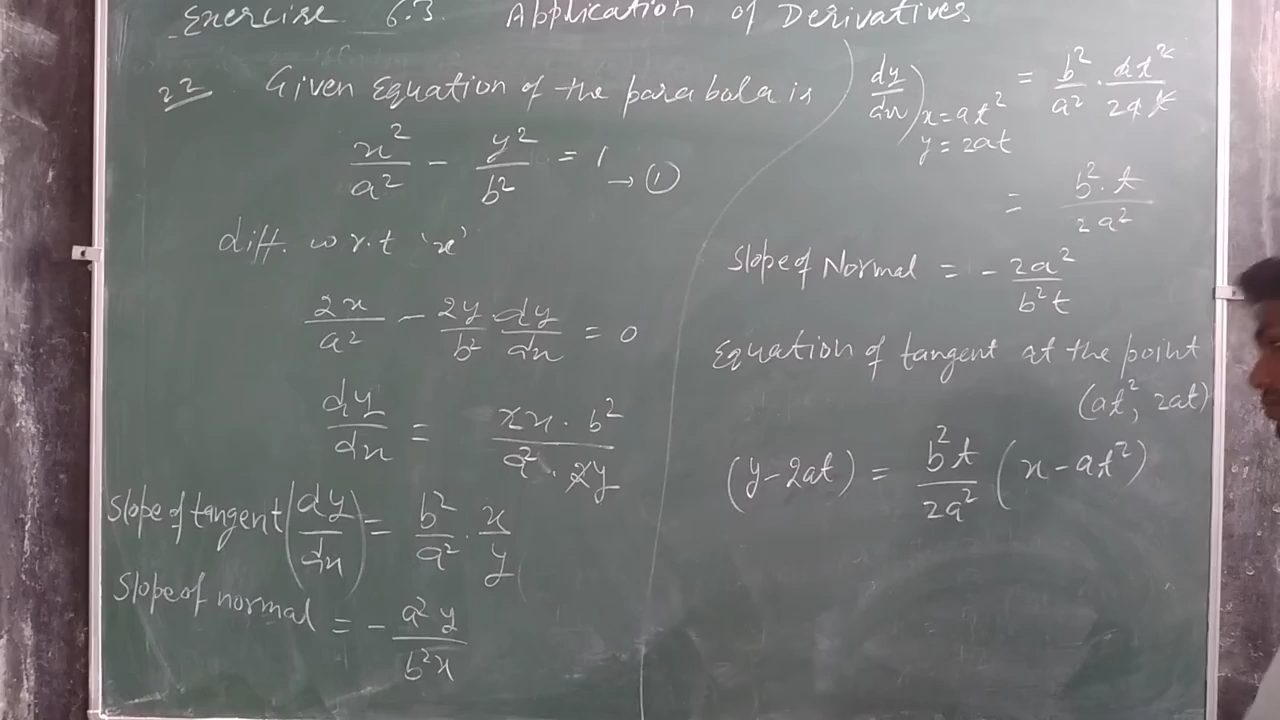 Exercise 6.3. Application of Derivatives
22. Given Equation of the parabola is
x²/a² - y²/b² = 1 → ①
diff. w.r.t 'x'
2x/a² - 2y/b² · dy/dx = 0
dy/dx = 2x · b² / a² · 2y
Slope of tangent (dy/dx) = b²/a² · x/y
Slope of normal = - a²y / b²x
dy/dx) x=at² = b²/a² · at²/2at
y = 2at
= b² · t / 2a²
Slope of Normal = - 2a² / b²t
Equation of tangent at the point
(at², 2at)
(y-2at) = b²t / 2a² (x - at²)